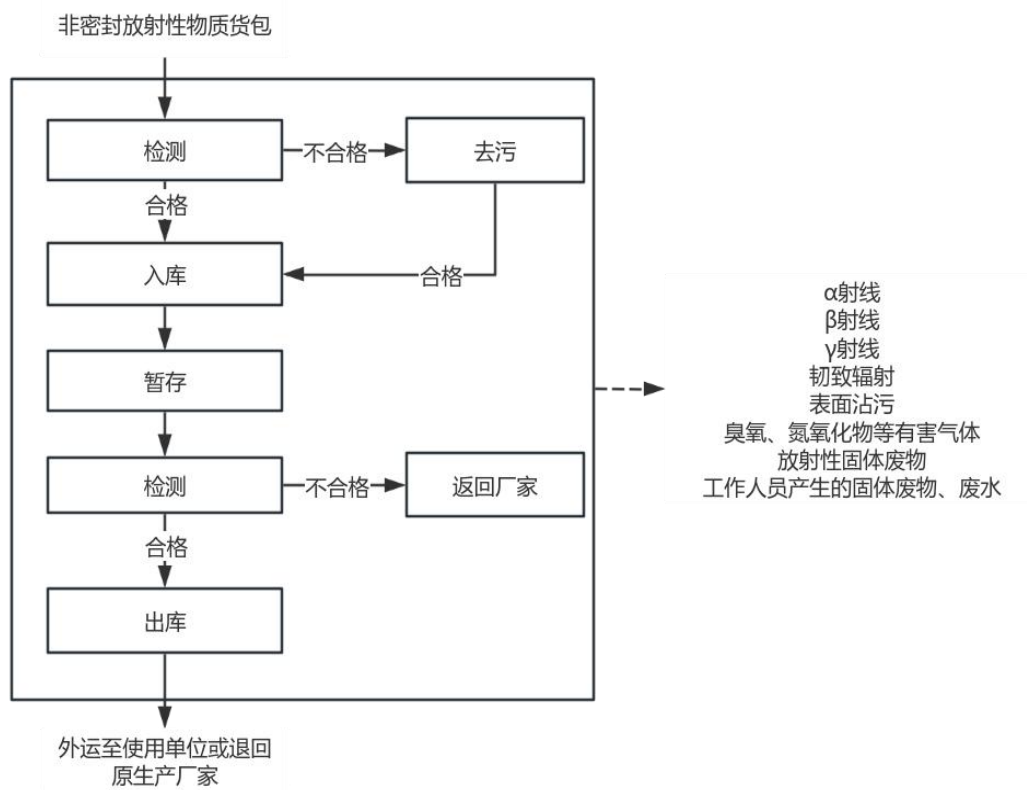 非密封放射性物质货包
检测
不合格
去污
合格
入库
合格
暂存
检测
不合格
返回厂家
合格
出库
外运至使用单位或退回
原生产厂家
α射线
β射线
γ射线
韧致辐射
表面沾污
臭氧、氮氧化物等有害气体
放射性固体废物
工作人员产生的固体废物、废水